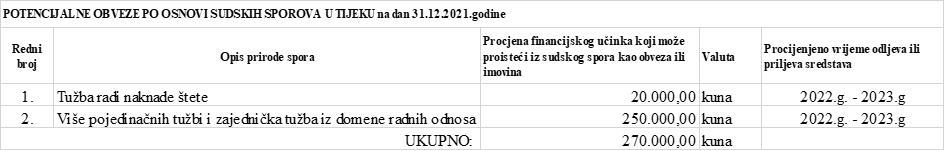 POTENCIJALNE OBVEZE PO OSNOVI SUDSKIH SPOROVA U TIJEKU na dan 31.12.2021.godine
Redni broj
Opis prirode spora
Procjena financijskog učinka koji može
proisteći iz sudskog spora kao obveza ili
imovina
Valuta
Procijenjeno vrijeme odljeva ili
priljeva sredstava
1. Tužba radi naknade štete 20.000,00 kuna 2022.g. - 2023.g
2. Više pojedinačnih tužbi i zajednička tužba iz domene radnih odnosa 250.000,00 kuna 2022.g. - 2023.g
UKUPNO: 270.000,00 kuna